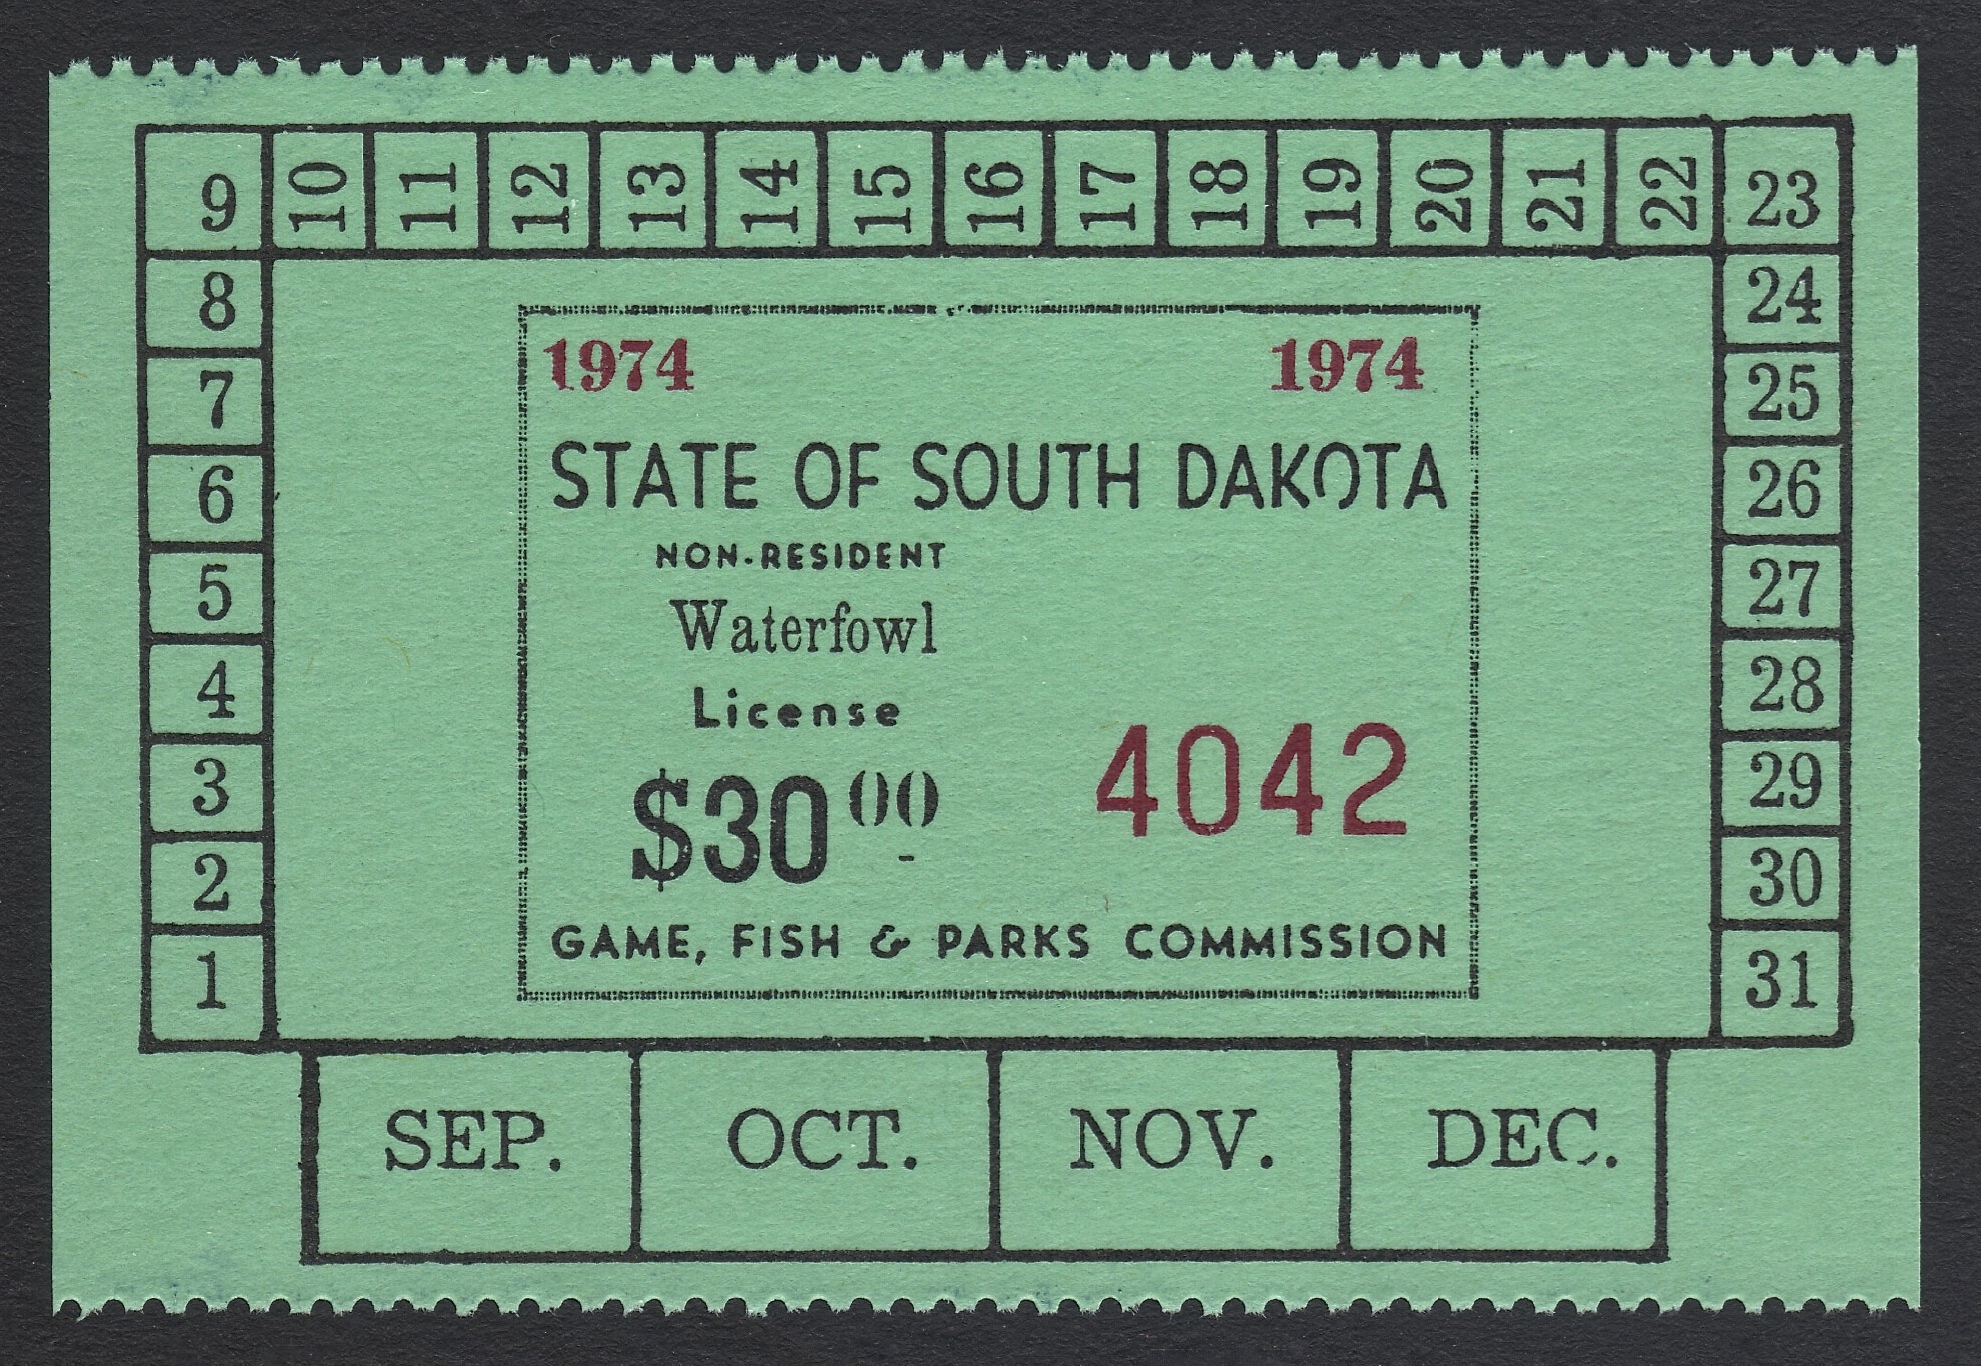 9 10 11 12 13 14 15 16 17 18 19 20 21 22 23
8 24
7 25
6 26
5 27
4 28
3 29
2 30
1 31
1974 1974
STATE OF SOUTH DAKOTA
NON-RESIDENT
Waterfowl
License
$30 00
4042
GAME, FISH & PARKS COMMISSION
SEP. OCT. NOV. DEC.